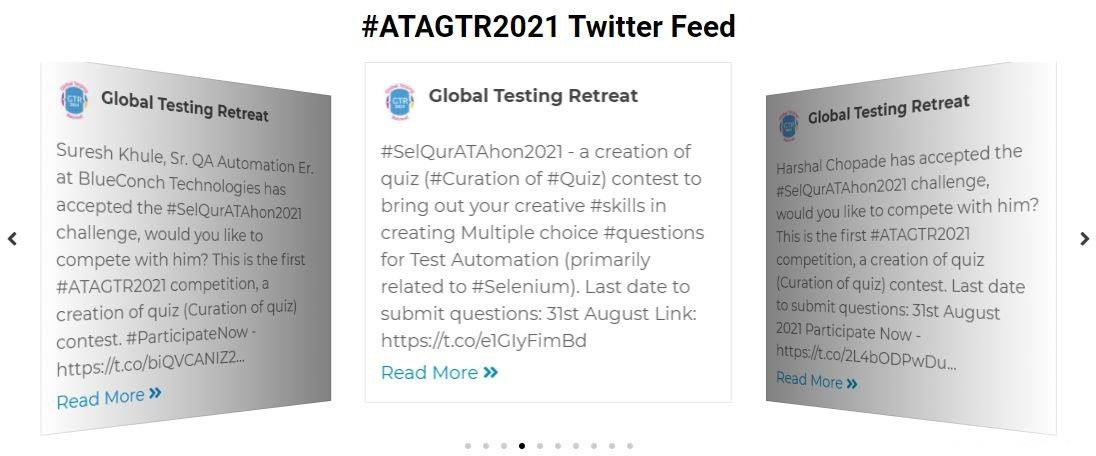 #ATAGTR2021 Twitter Feed
Global Testing Retreat
Suresh Khule, Sr. QA Automation Er.
at BlueConch Technologies has
accepted the #SelQurATAhon2021
challenge, would you like to
compete with him? This is the first
#ATAGTR2021 competition, a
creation of quiz (Curation of quiz)
contest. #ParticipateNow -
https://t.co/biQVCANIZ2...
Read More »
Global Testing Retreat
#SelQurATAhon2021 - a creation of
quiz (#Curation of #Quiz) contest to
bring out your creative #skills in
creating Multiple choice #questions
for Test Automation (primarily
related to #Selenium). Last date to
submit questions: 31st August Link:
https://t.co/e1GIyFimBd
Read More »
Global Testing Retreat
Harshal Chopade has accepted the
#SelQurATAhon2021 challenge,
would you like to compete with him?
This is the first #ATAGTR2021
competition, a creation of quiz
(Curation of quiz) contest. Last date
to submit questions: 31st August
2021 Participate Now -
https://t.co/2L4bODPwDu...
Read More »